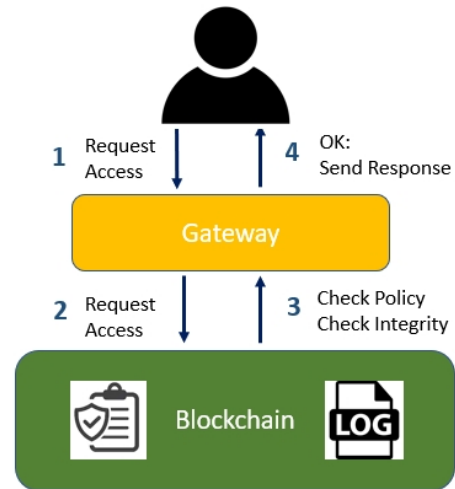 1
Request
Access
4
OK:
Send Response
Gateway
2
Request
Access
3
Check Policy
Check Integrity
Blockchain
LOG